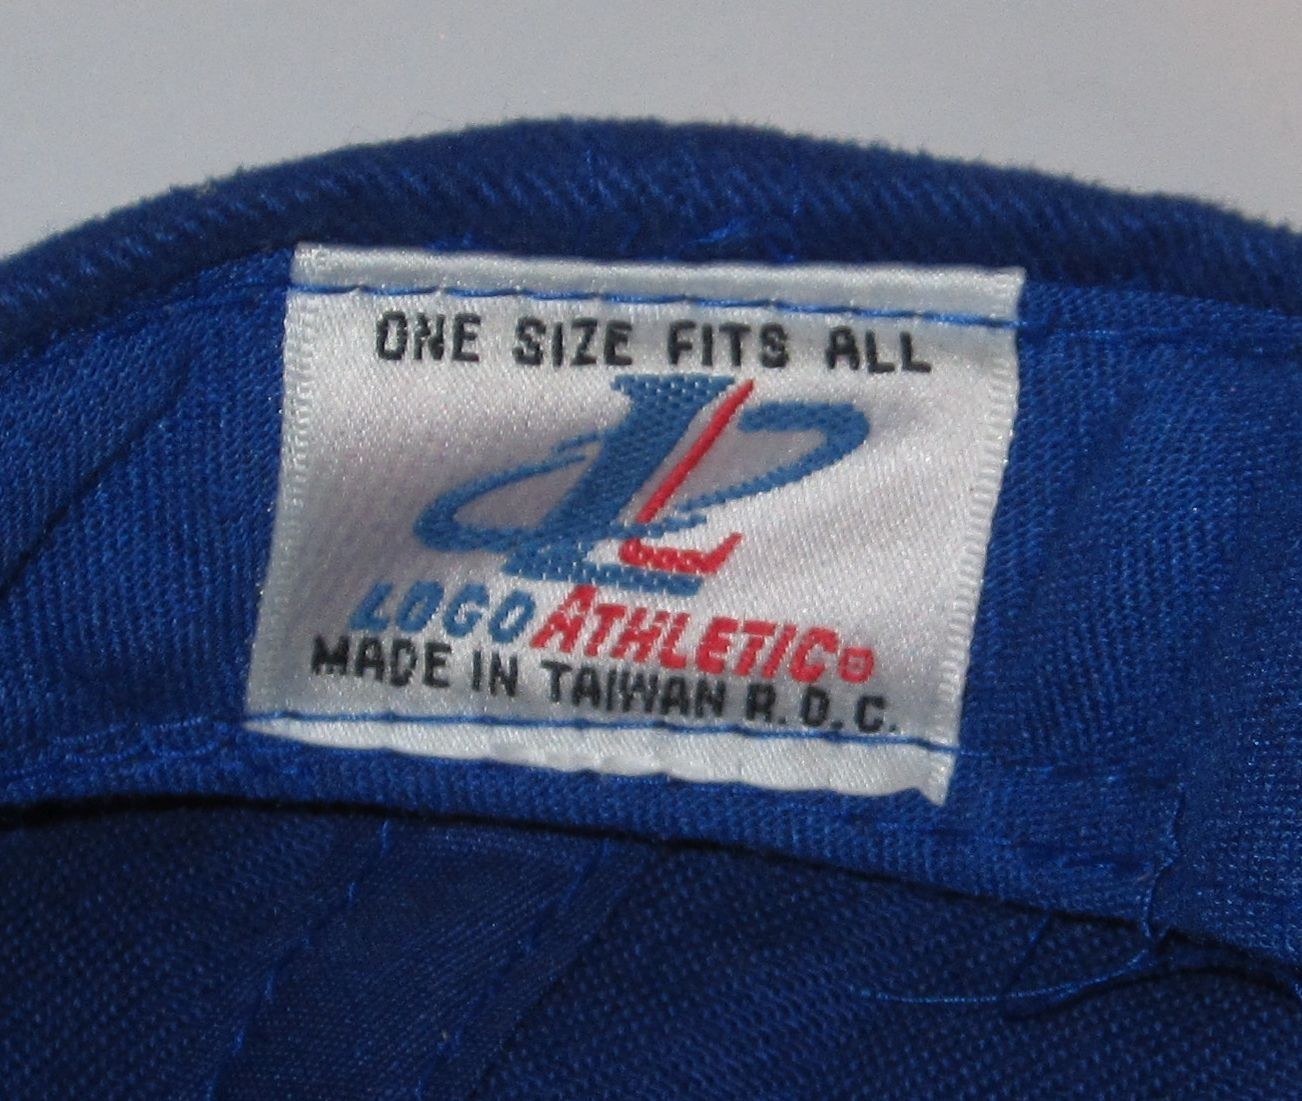 ONE SIZE FITS ALL
L
LOGO ATHLETIC®
MADE IN TAIWAN R.O.C.